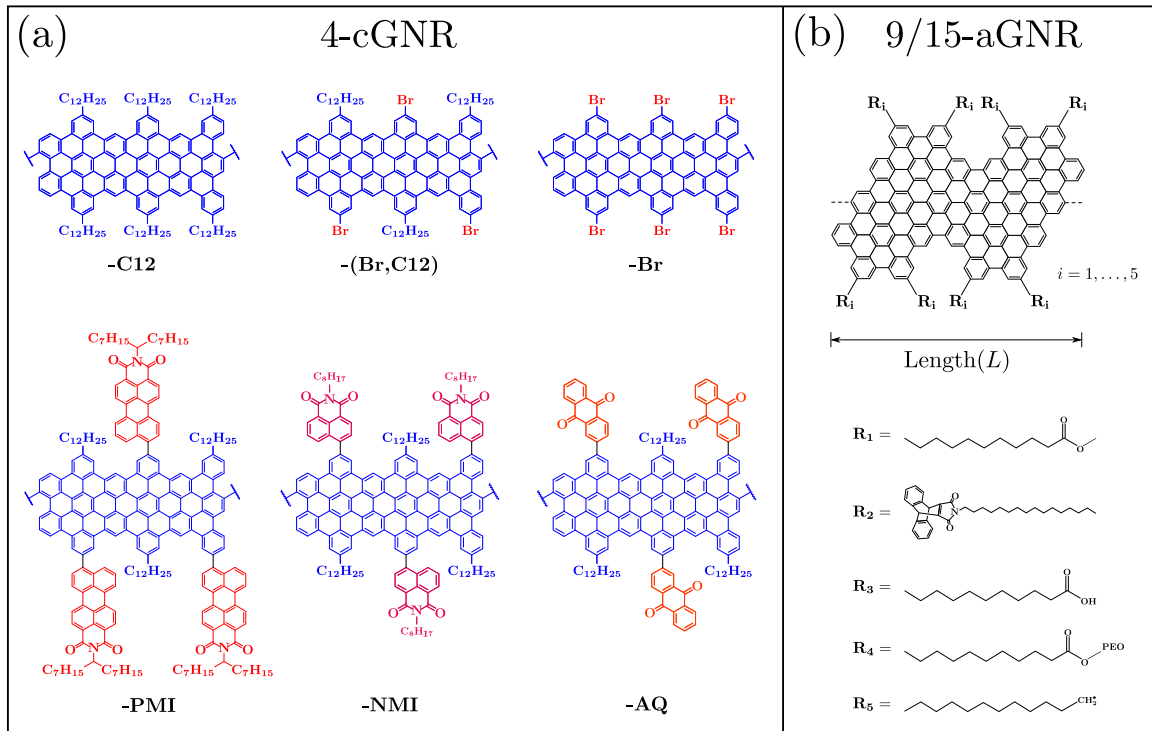 (a) 4-cGNR
C₁₂H₂₅ C₁₂H₂₅ C₁₂H₂₅
C₁₂H₂₅ C₁₂H₂₅ C₁₂H₂₅
-C12
C₁₂H₂₅ Br C₁₂H₂₅
Br C₁₂H₂₅ Br
-(Br,C12)
Br Br Br
Br Br Br
-Br
C₇H₁₅ C₇H₁₅
O N O
C₁₂H₂₅ C₁₂H₂₅
C₁₂H₂₅
O N O O N O
C₇H₁₅ C₇H₁₅ C₇H₁₅ C₇H₁₅
-PMI
C₈H₁₇ C₈H₁₇
O N O O N O
C₁₂H₂₅
C₁₂H₂₅ C₁₂H₂₅
O N O
C₈H₁₇
-NMI
O O
O O
C₁₂H₂₅
C₁₂H₂₅ C₁₂H₂₅
O
O
-AQ
(b) 9/15-aGNR
Rᵢ Rᵢ Rᵢ Rᵢ
Rᵢ Rᵢ Rᵢ Rᵢ
i = 1, . . . , 5
Length(L)
R₁ = O
O
R₂ = O
N
O
R₃ = O
OH
R₄ = O
O PEO
R₅ = CH₂•